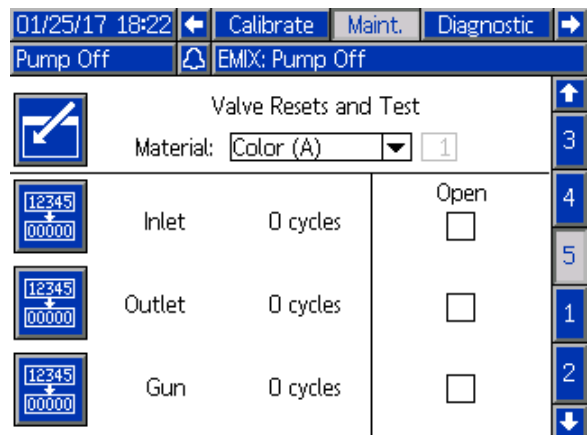 01/25/17 18:22 Calibrate Maint. Diagnostic
Pump Off EMIX: Pump Off
Valve Resets and Test
Material: Color (A) 1
3
12345
00000
Inlet 0 cycles
Open
4
5
12345
00000
Outlet 0 cycles
1
12345
00000
Gun 0 cycles
2